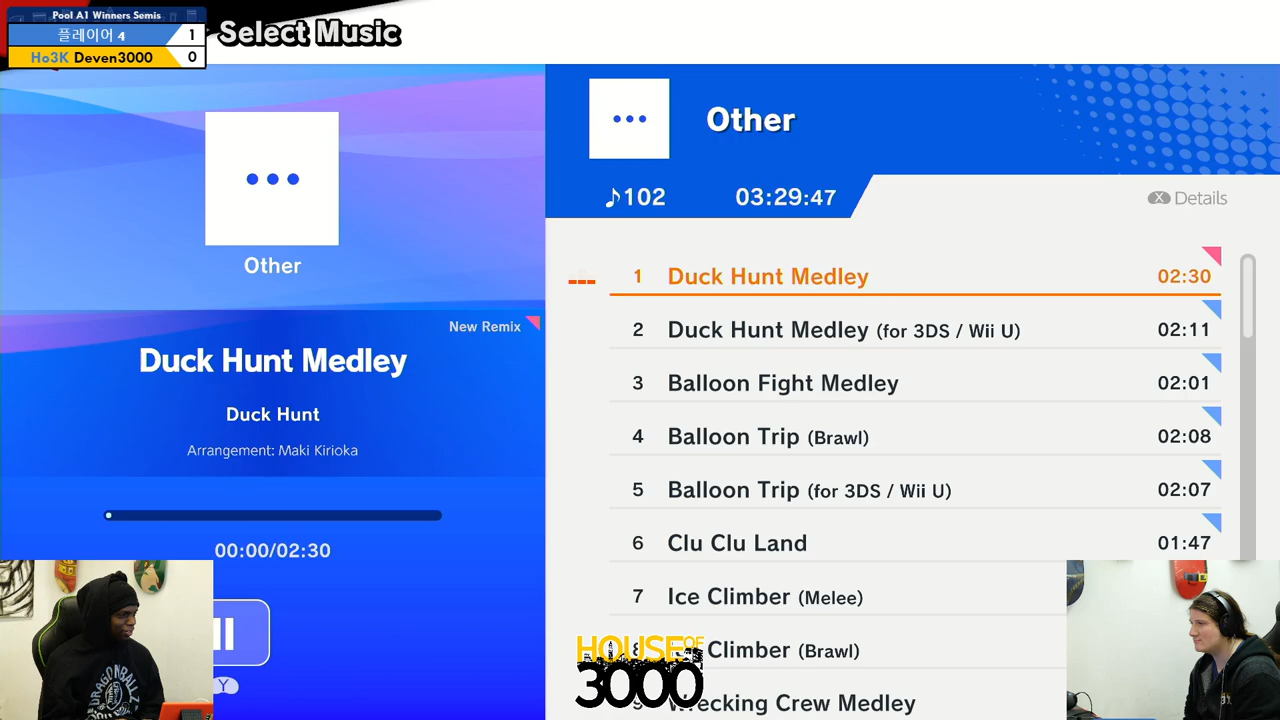 Pool A1 Winners Semis
플레이어 4 1
Ho3K Deven3000 0
Select Music
Other
Other
♪102 03:29:47
X Details
New Remix
Duck Hunt Medley
Duck Hunt
Arrangement: Maki Kirioka
00:00/02:30
Y
1 Duck Hunt Medley 02:30
2 Duck Hunt Medley (for 3DS / Wii U) 02:11
3 Balloon Fight Medley 02:01
4 Balloon Trip (Brawl) 02:08
5 Balloon Trip (for 3DS / Wii U) 02:07
6 Clu Clu Land 01:47
7 Ice Climber (Melee)
8 Climber (Brawl)
9 Wrecking Crew Medley
HOUSE OF
3000
DRAGONBALL Z